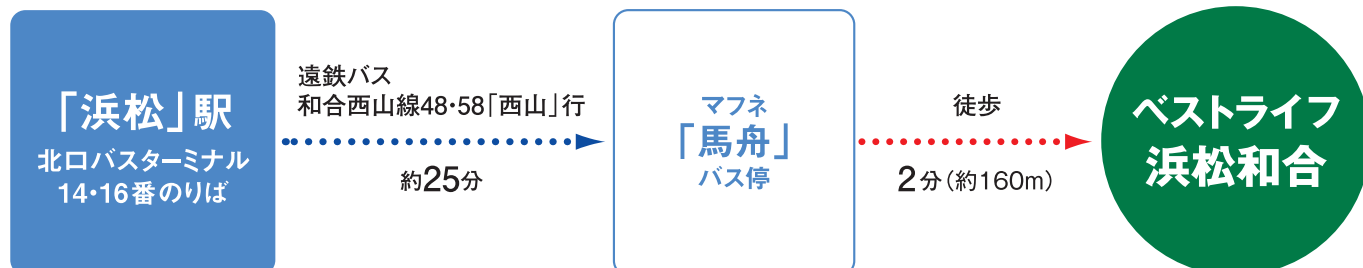 「浜松」駅
北口バスターミナル
14・16番のりば
遠鉄バス
和合西山線48・58「西山」行
約25分
マフネ
「馬舟」
バス停
徒歩
2分(約160m)
ベストライフ
浜松和合